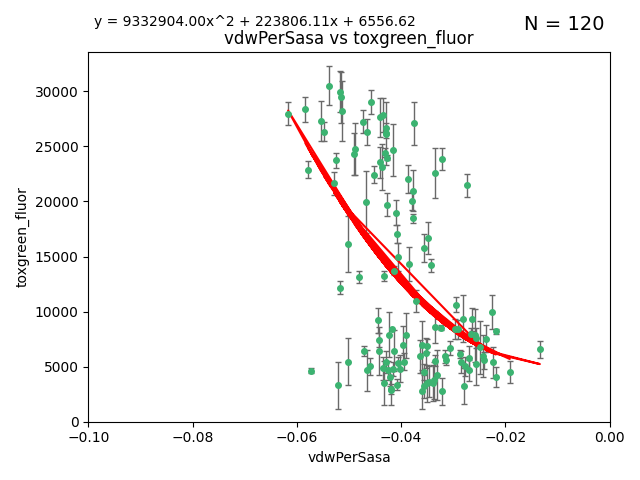 y = 9332904.00x^2 + 223806.11x + 6556.62
N = 120
vdwPerSasa vs toxgreen_fluor
toxgreen_fluor
30000
25000
20000
15000
10000
5000
0
−0.10
−0.08
−0.06
−0.04
−0.02
0.00
vdwPerSasa